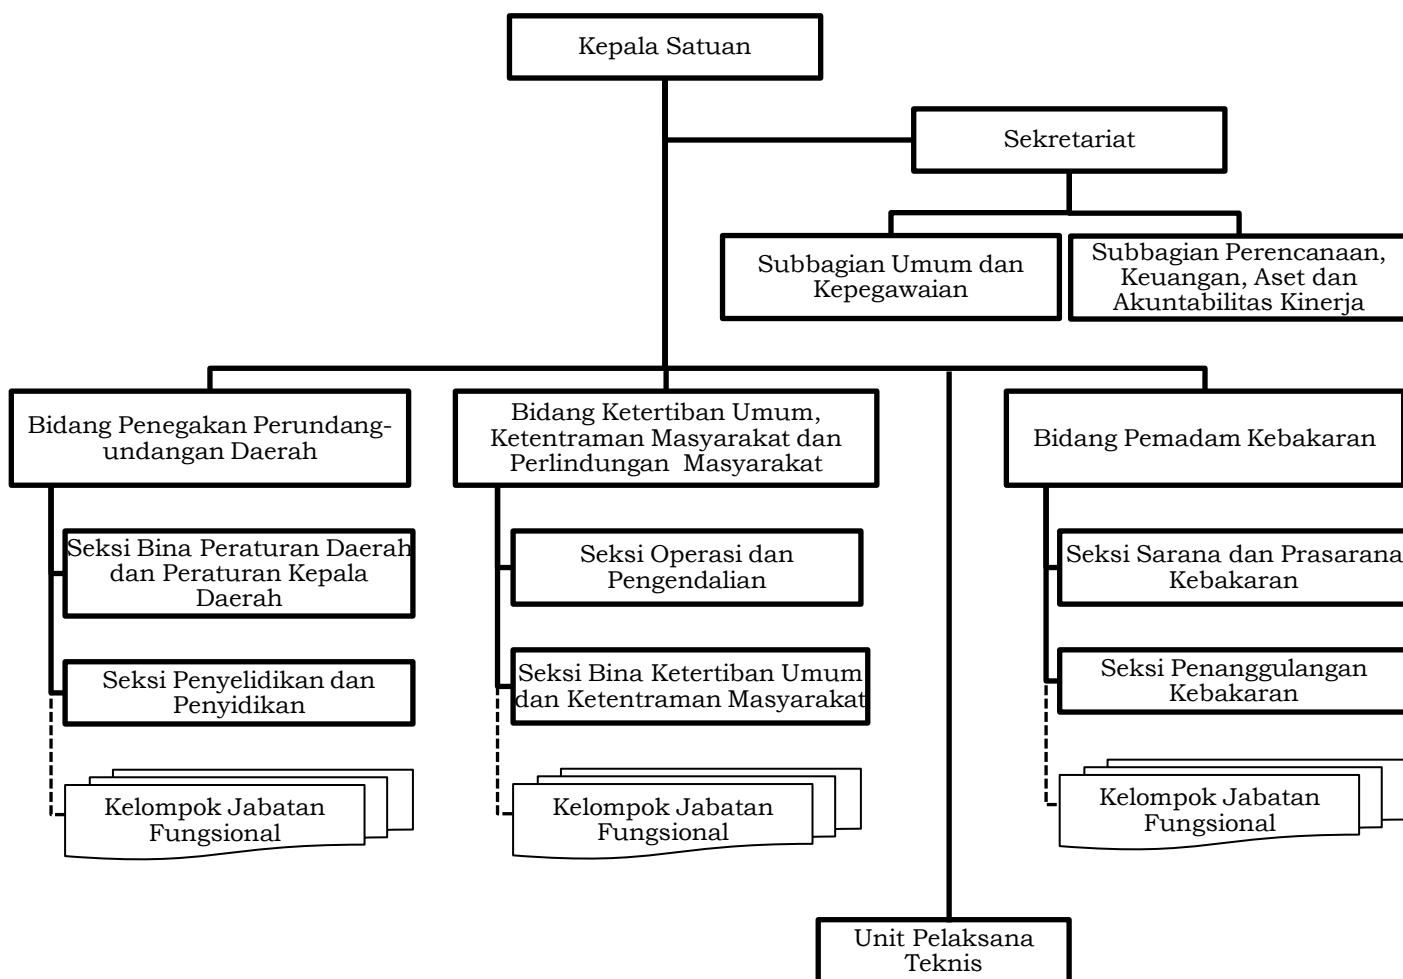 Kepala Satuan
Sekretariat
Subbagian Umum dan
Kepegawaian
Subbagian Perencanaan,
Keuangan, Aset dan
Akuntabilitas Kinerja
Bidang Penegakan Perundang-
undangan Daerah
Bidang Ketertiban Umum,
Ketentraman Masyarakat dan
Perlindungan Masyarakat
Bidang Pemadam Kebakaran
Seksi Bina Peraturan Daerah
dan Peraturan Kepala
Daerah
Seksi Operasi dan
Pengendalian
Seksi Sarana dan Prasarana
Kebakaran
Seksi Penyelidikan dan
Penyidikan
Seksi Bina Ketertiban Umum
dan Ketentraman Masyarakat
Seksi Penanggulangan
Kebakaran
Kelompok Jabatan
Fungsional
Kelompok Jabatan
Fungsional
Kelompok Jabatan
Fungsional
Unit Pelaksana
Teknis